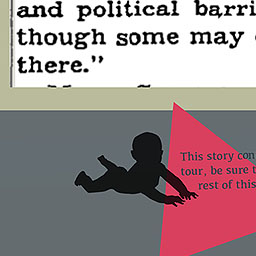 and political barri
though some may
there.”
This story con
tour, be sure t
rest of this